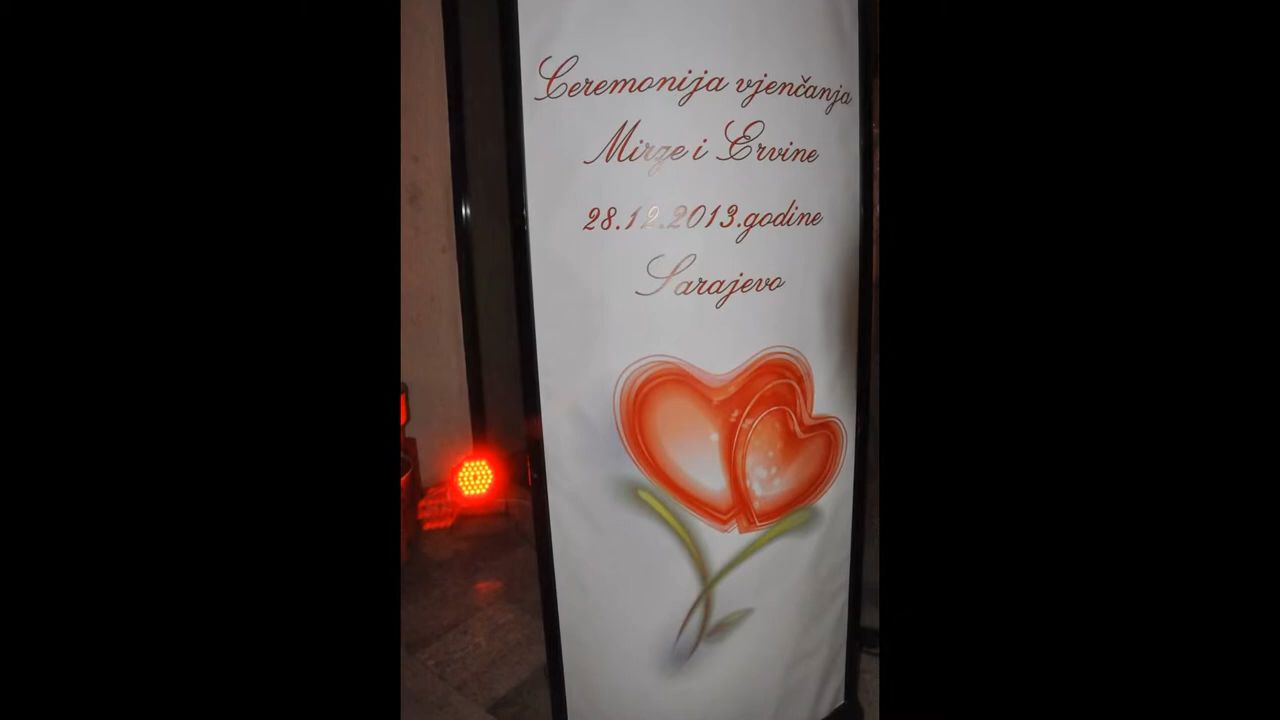 Ceremonija vjenčanja
Mirze i Ervine
28.12.2013.godine
Sarajevo